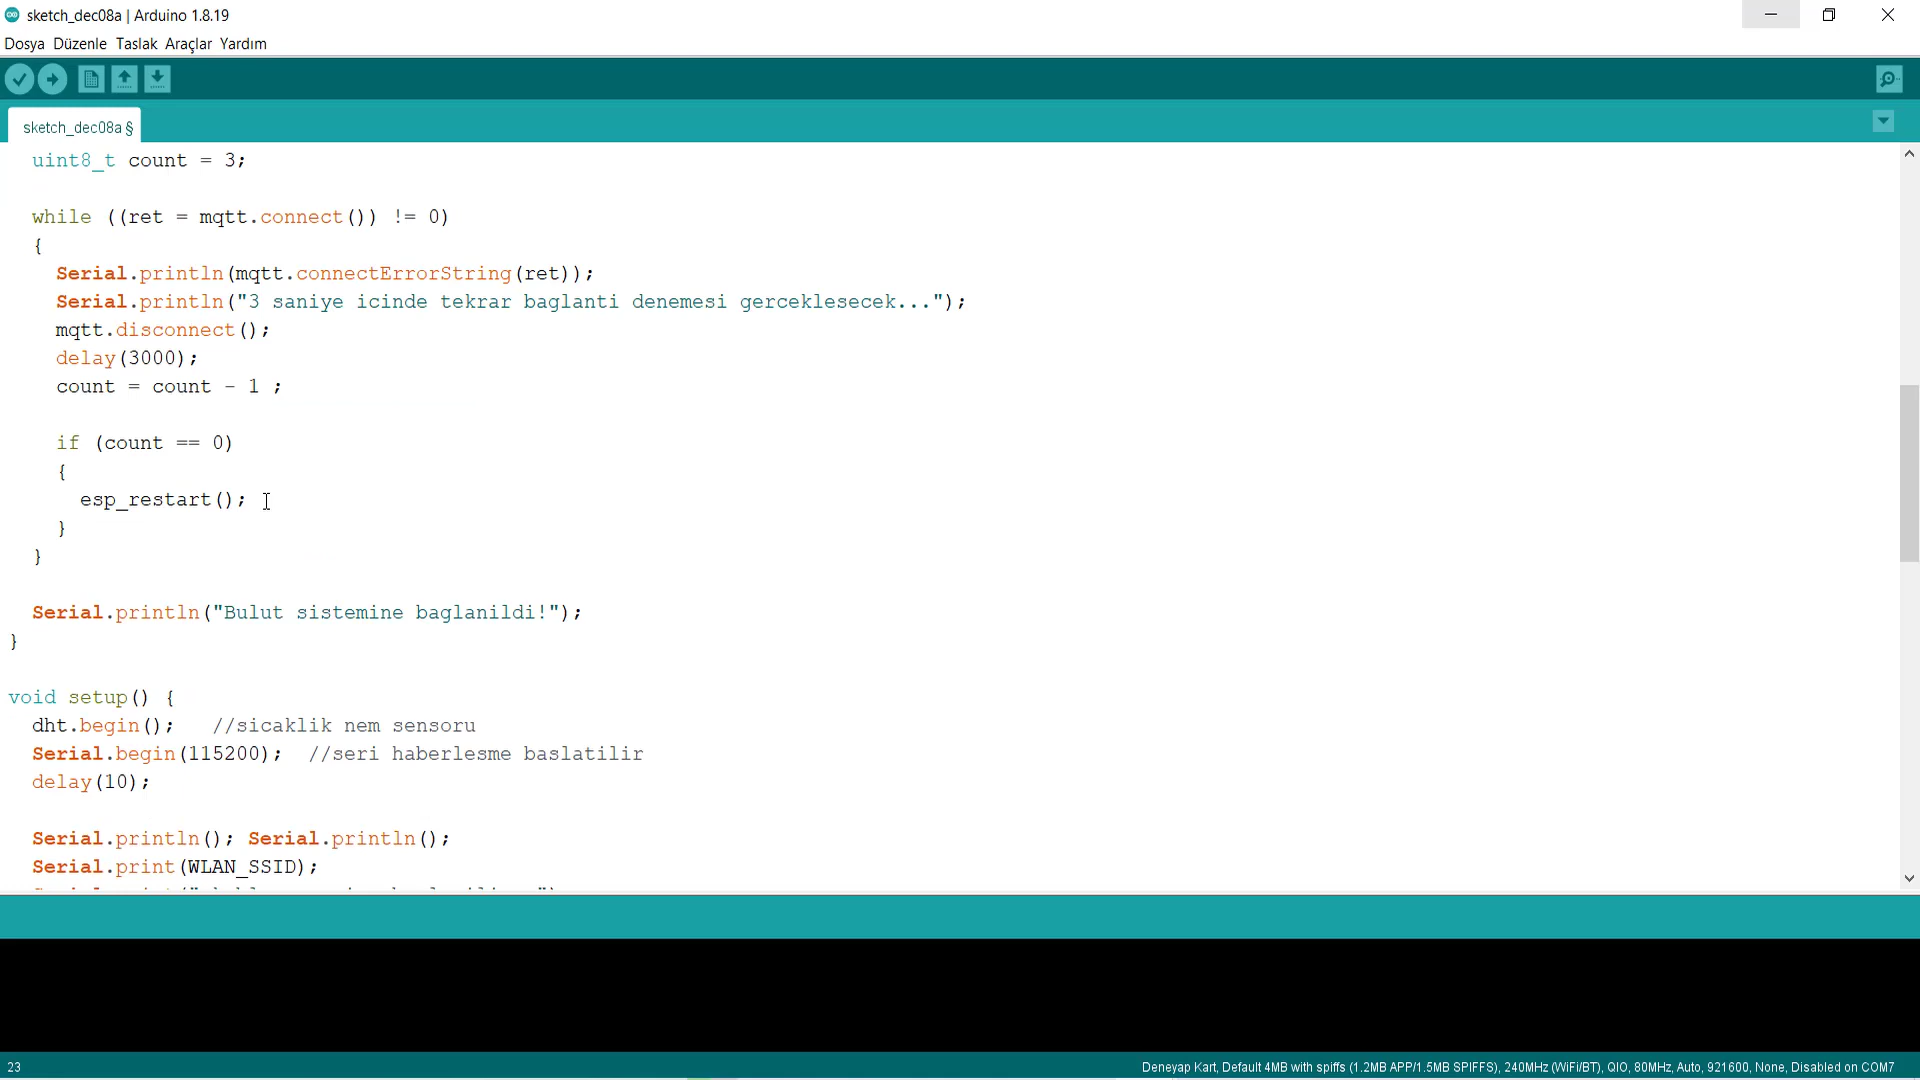 sketch_dec08a | Arduino 1.8.19
Dosya Düzenle Taslak Araçlar Yardım
sketch_dec08a §
uint8_t count = 3;
while ((ret = mqtt.connect()) != 0)
{
Serial.println(mqtt.connectErrorString(ret));
Serial.println("3 saniye icinde tekrar baglanti denemesi gerceklesecek...");
mqtt.disconnect();
delay(3000);
count = count - 1 ;
if (count == 0)
{
esp_restart();
}
}
Serial.println("Bulut sistemine baglanildi!");
}
void setup() {
dht.begin();   //sicaklik nem sensoru
Serial.begin(115200);  //seri haberlesme baslatilir
delay(10);
Serial.println(); Serial.println();
Serial.print(WLAN_SSID);
23
Deneyap Kart, Default 4MB with spiffs (1.2MB APP/1.5MB SPIFFS), 240MHz (WiFi/BT), QIO, 80MHz, Auto, 921600, None, Disabled on COM7